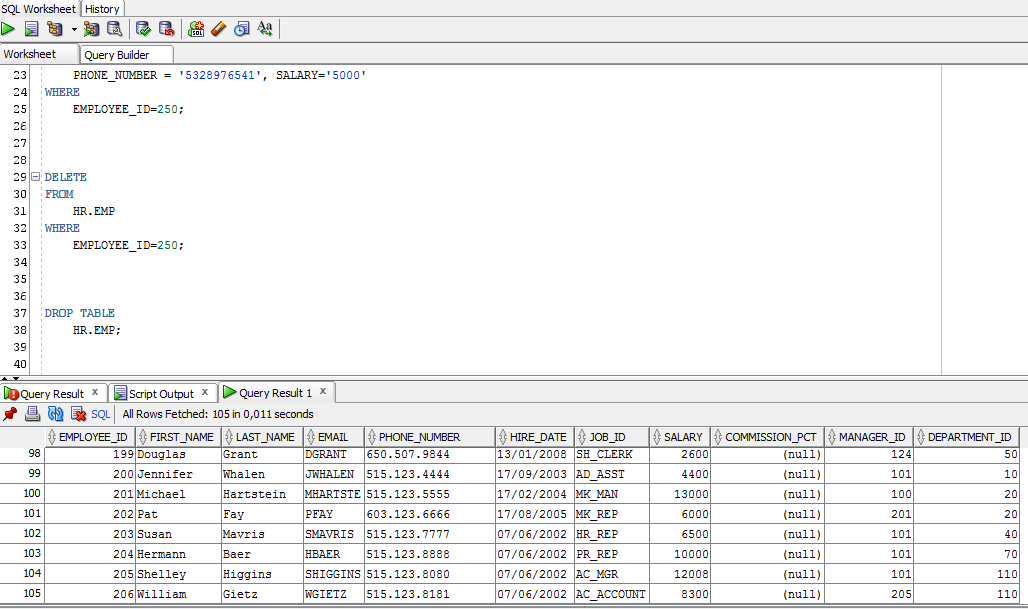 SQL Worksheet History
Aa
Worksheet Query Builder
23 PHONE_NUMBER = '5328976541', SALARY='5000'
24 WHERE
25 EMPLOYEE_ID=250;
26
27
28
29 DELETE
30 FROM
31 HR.EMP
32 WHERE
33 EMPLOYEE_ID=250;
34
35
36
37 DROP TABLE
38 HR.EMP;
39
40
Query Result x Script Output x Query Result 1 x
SQL All Rows Fetched: 105 in 0,011 seconds
EMPLOYEE_ID FIRST_NAME LAST_NAME EMAIL PHONE_NUMBER HIRE_DATE JOB_ID SALARY COMMISSION_PCT MANAGER_ID DEPARTMENT_ID
98 199 Douglas Grant DGRANT 650.507.9844 13/01/2008 SH_CLERK 2600 (null) 124 50
99 200 Jennifer Whalen JWHALEN 515.123.4444 17/09/2003 AD_ASST 4400 (null) 101 10
100 201 Michael Hartstein MHARTSTE 515.123.5555 17/02/2004 MK_MAN 13000 (null) 100 20
101 202 Pat Fay PFAY 603.123.6666 17/08/2005 MK_REP 6000 (null) 201 20
102 203 Susan Mavris SMAVRIS 515.123.7777 07/06/2002 HR_REP 6500 (null) 101 40
103 204 Hermann Baer HBAER 515.123.8888 07/06/2002 PR_REP 10000 (null) 101 70
104 205 Shelley Higgins SHIGGINS 515.123.8080 07/06/2002 AC_MGR 12008 (null) 101 110
105 206 William Gietz WGIETZ 515.123.8181 07/06/2002 AC_ACCOUNT 8300 (null) 205 110